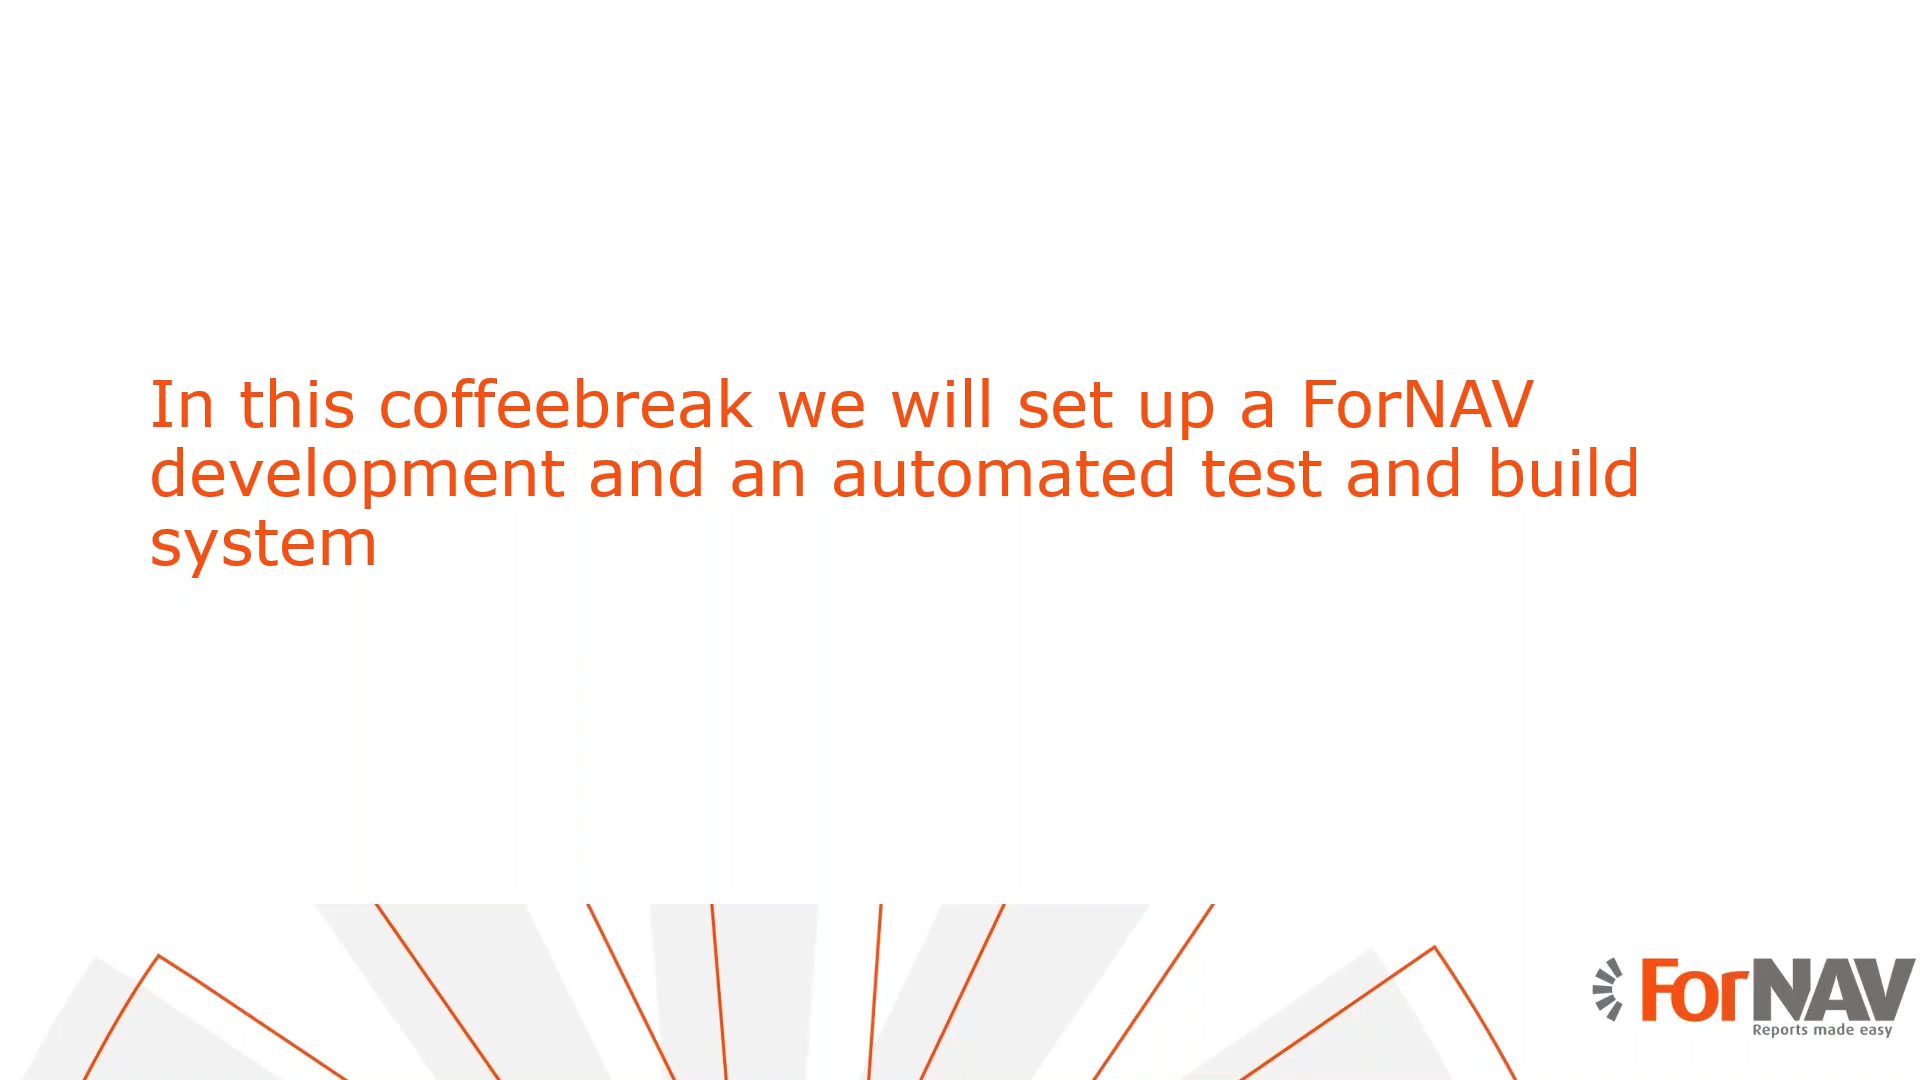 In this coffeebreak we will set up a ForNAV
development and an automated test and build
system
ForNAV
Reports made easy